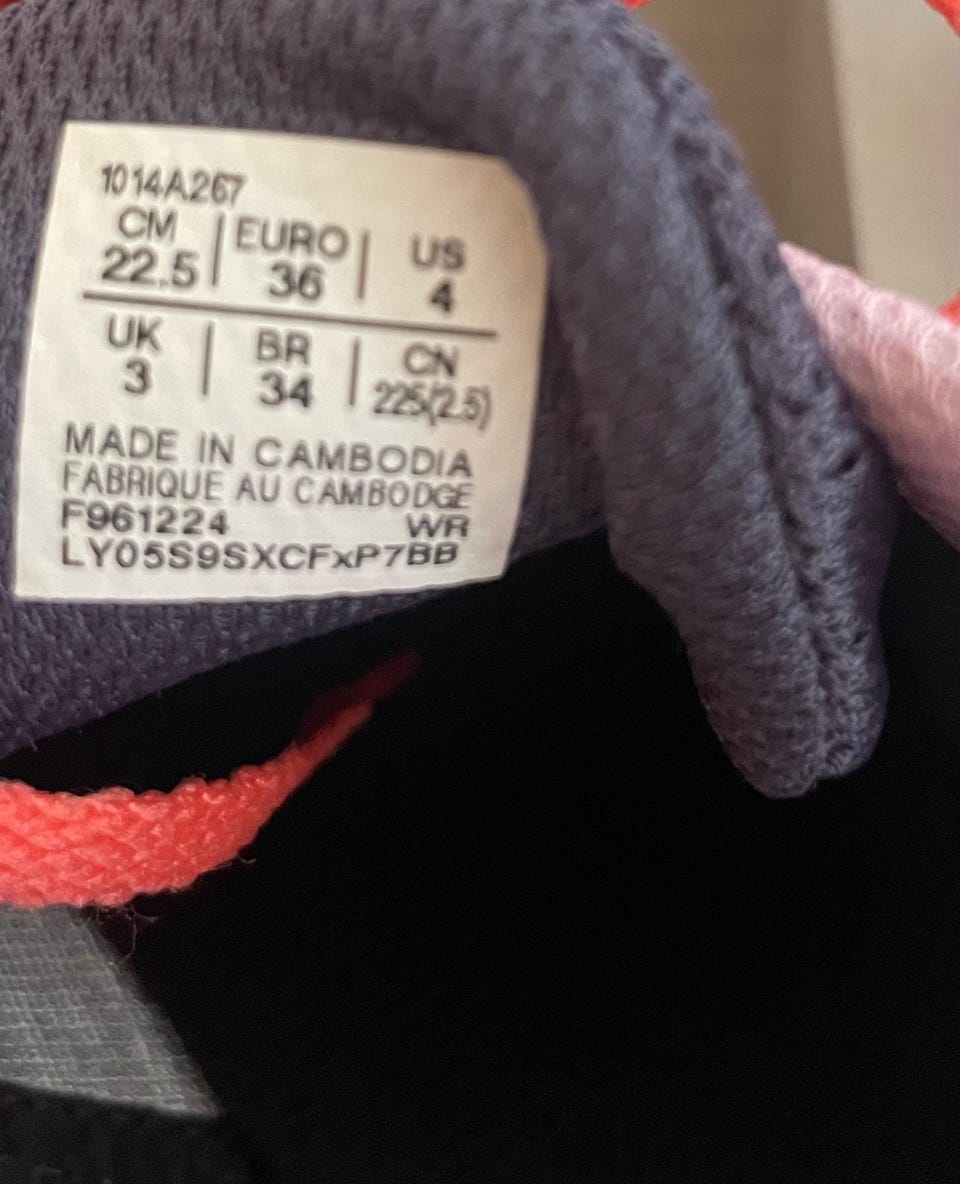 1014A267
CM | EURO | US
22.5 | 36 | 4
UK | BR | CN
3 | 34 | 225(2.5)
MADE IN CAMBODIA
FABRIQUE AU CAMBODGE
F961224 WR
LY05S9SXCFxP7BB